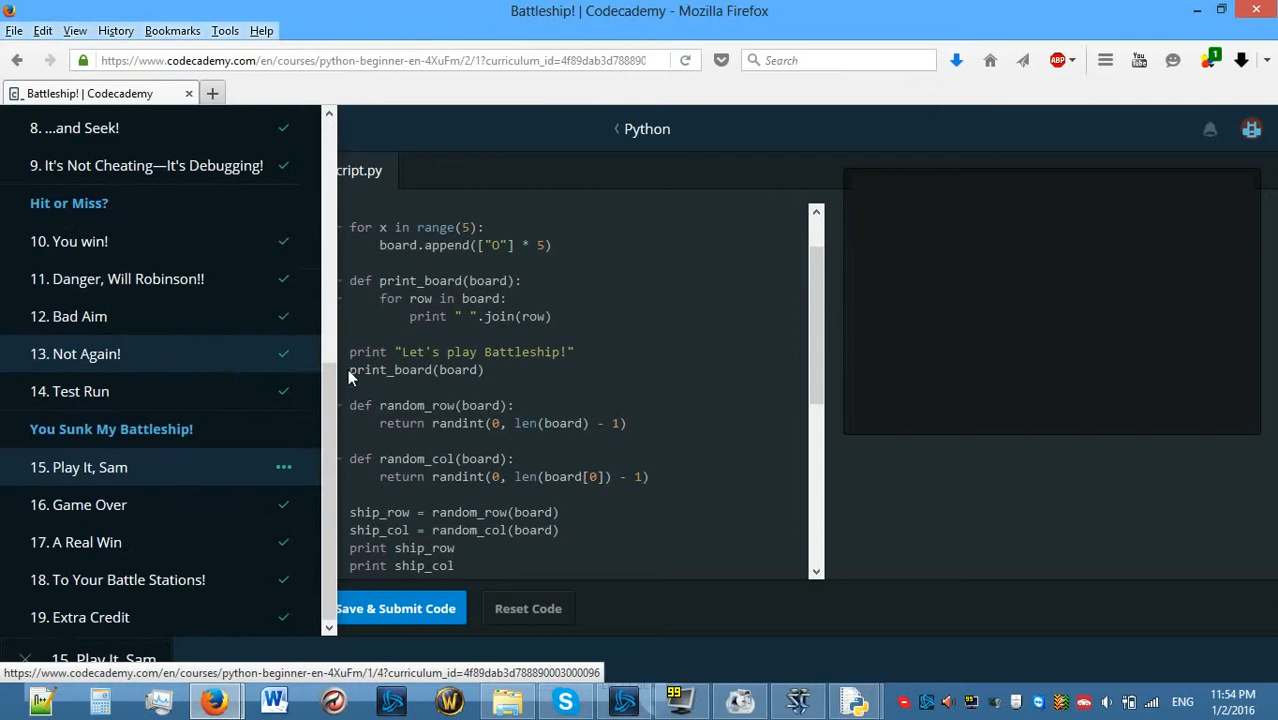 Battleship! | Codecademy - Mozilla Firefox
File Edit View History Bookmarks Tools Help
https://www.codecademy.com/en/courses/python-beginner-en-4XuFm/2/1?curriculum_id=4f89dab3d788890
Search
ABP
You Tube
1
Battleship! | Codecademy
8. ...and Seek!
9. It's Not Cheating—It's Debugging!
Hit or Miss?
10. You win!
11. Danger, Will Robinson!!
12. Bad Aim
13. Not Again!
14. Test Run
You Sunk My Battleship!
15. Play It, Sam
16. Game Over
17. A Real Win
18. To Your Battle Stations!
19. Extra Credit
15. Play It, Sam
Python
cript.py
for x in range(5):
board.append(["O"] * 5)
def print_board(board):
for row in board:
print " ".join(row)
print "Let's play Battleship!"
print_board(board)
def random_row(board):
return randint(0, len(board) - 1)
def random_col(board):
return randint(0, len(board[0]) - 1)
ship_row = random_row(board)
ship_col = random_col(board)
print ship_row
print ship_col
Save & Submit Code
Reset Code
https://www.codecademy.com/en/courses/python-beginner-en-4XuFm/1/4?curriculum_id=4f89dab3d788890003000096
99
99
ENG
11:54 PM
1/2/2016